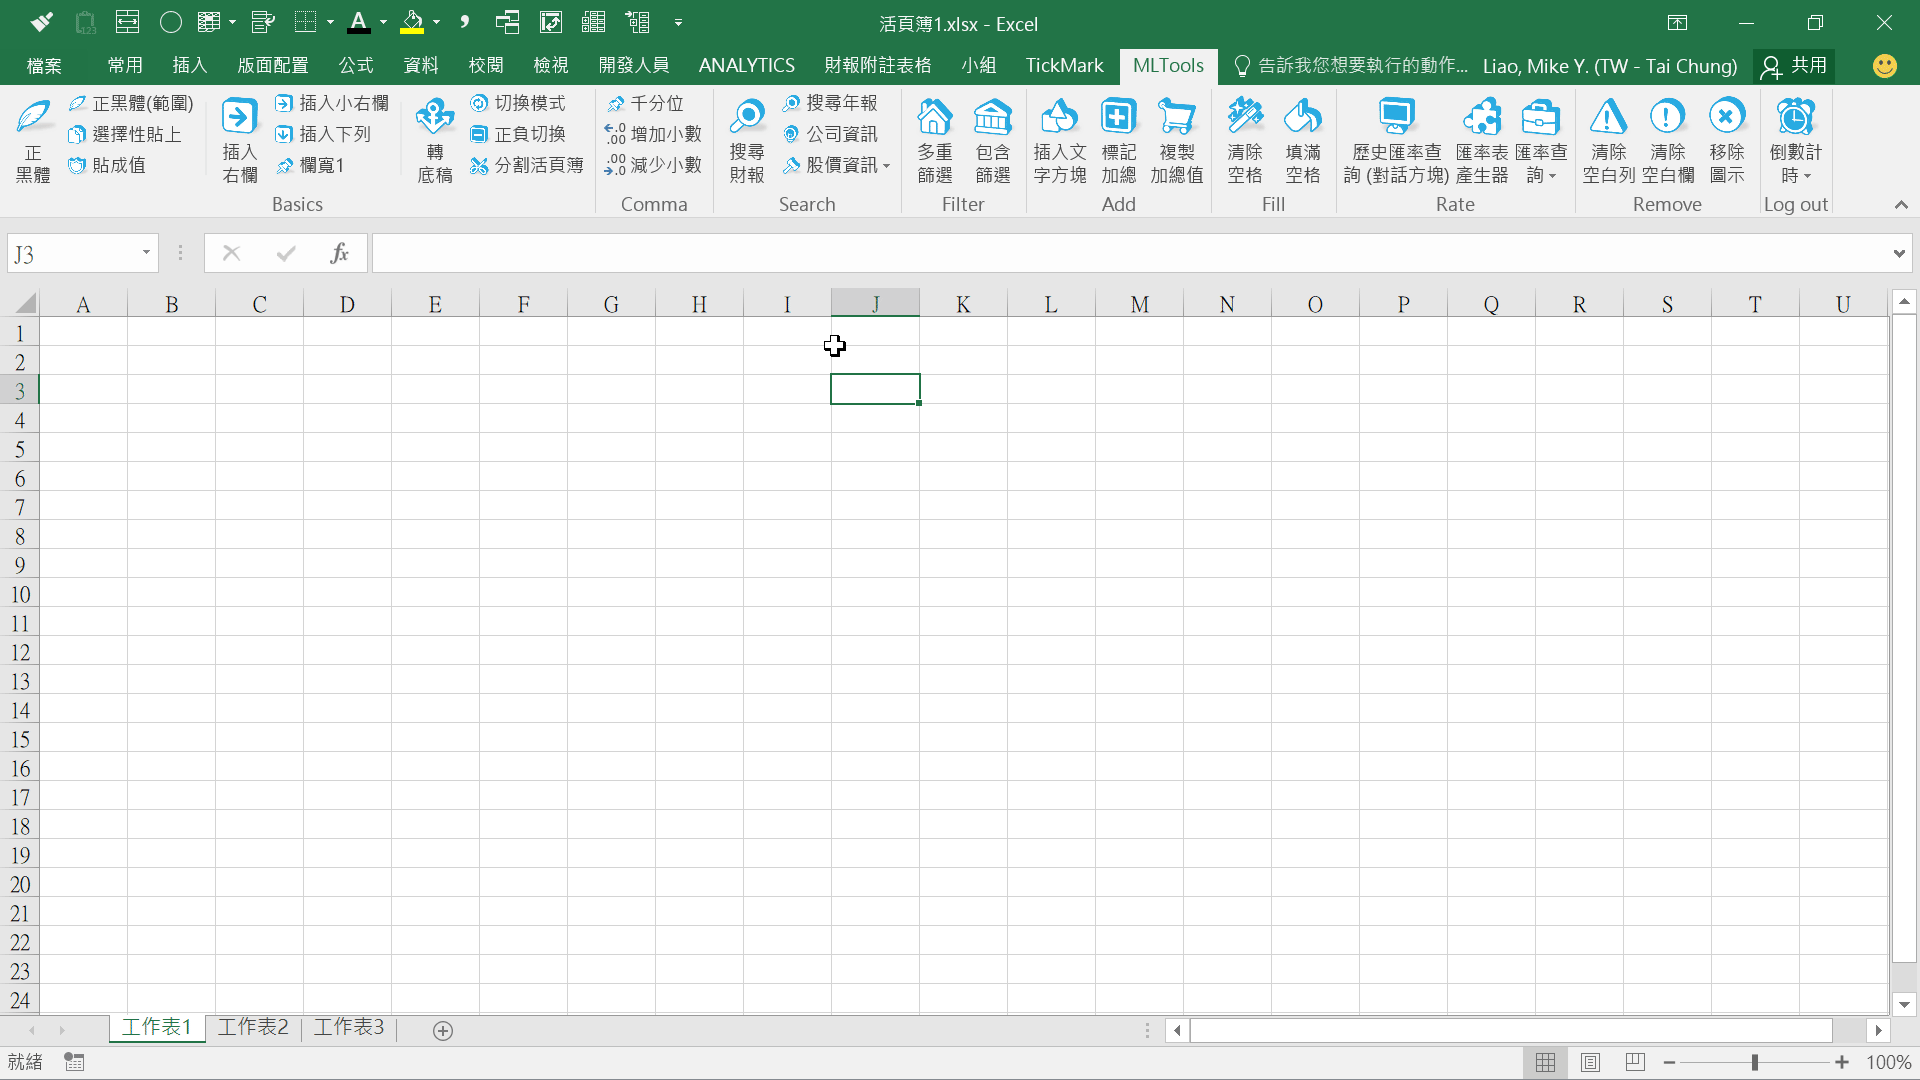 活頁簿1.xlsx - Excel
檔案 常用 插入 版面配置 公式 資料 校閱 檢視 開發人員 ANALYTICS 財報附註表格 小組 TickMark MLTools 告訴我您想要執行的動作... Liao, Mike Y. (TW - Tai Chung) 共用
正黑體
正黑體(範圍)
選擇性貼上
貼成值
插入右欄
插入小右欄
插入下列
欄寬1
轉底稿
切換模式
正負切換
分割活頁簿
Basics
千分位
增加小數
減少小數
Comma
搜尋財報
搜尋年報
公司資訊
股價資訊
Search
多重篩選
包含篩選
Filter
插入文字方塊
標記加總
複製加總值
Add
清除空格
填滿空格
Fill
歷史匯率查詢 (對話方塊)
匯率表產生器
匯率查詢
Rate
清除空白列
清除空白欄
移除圖示
Remove
倒數計時
Log out
J3
fx
A B C D E F G H I J K L M N O P Q R S T U
1
2
3
4
5
6
7
8
9
10
11
12
13
14
15
16
17
18
19
20
21
22
23
24
工作表1 工作表2 工作表3
就緒
100%